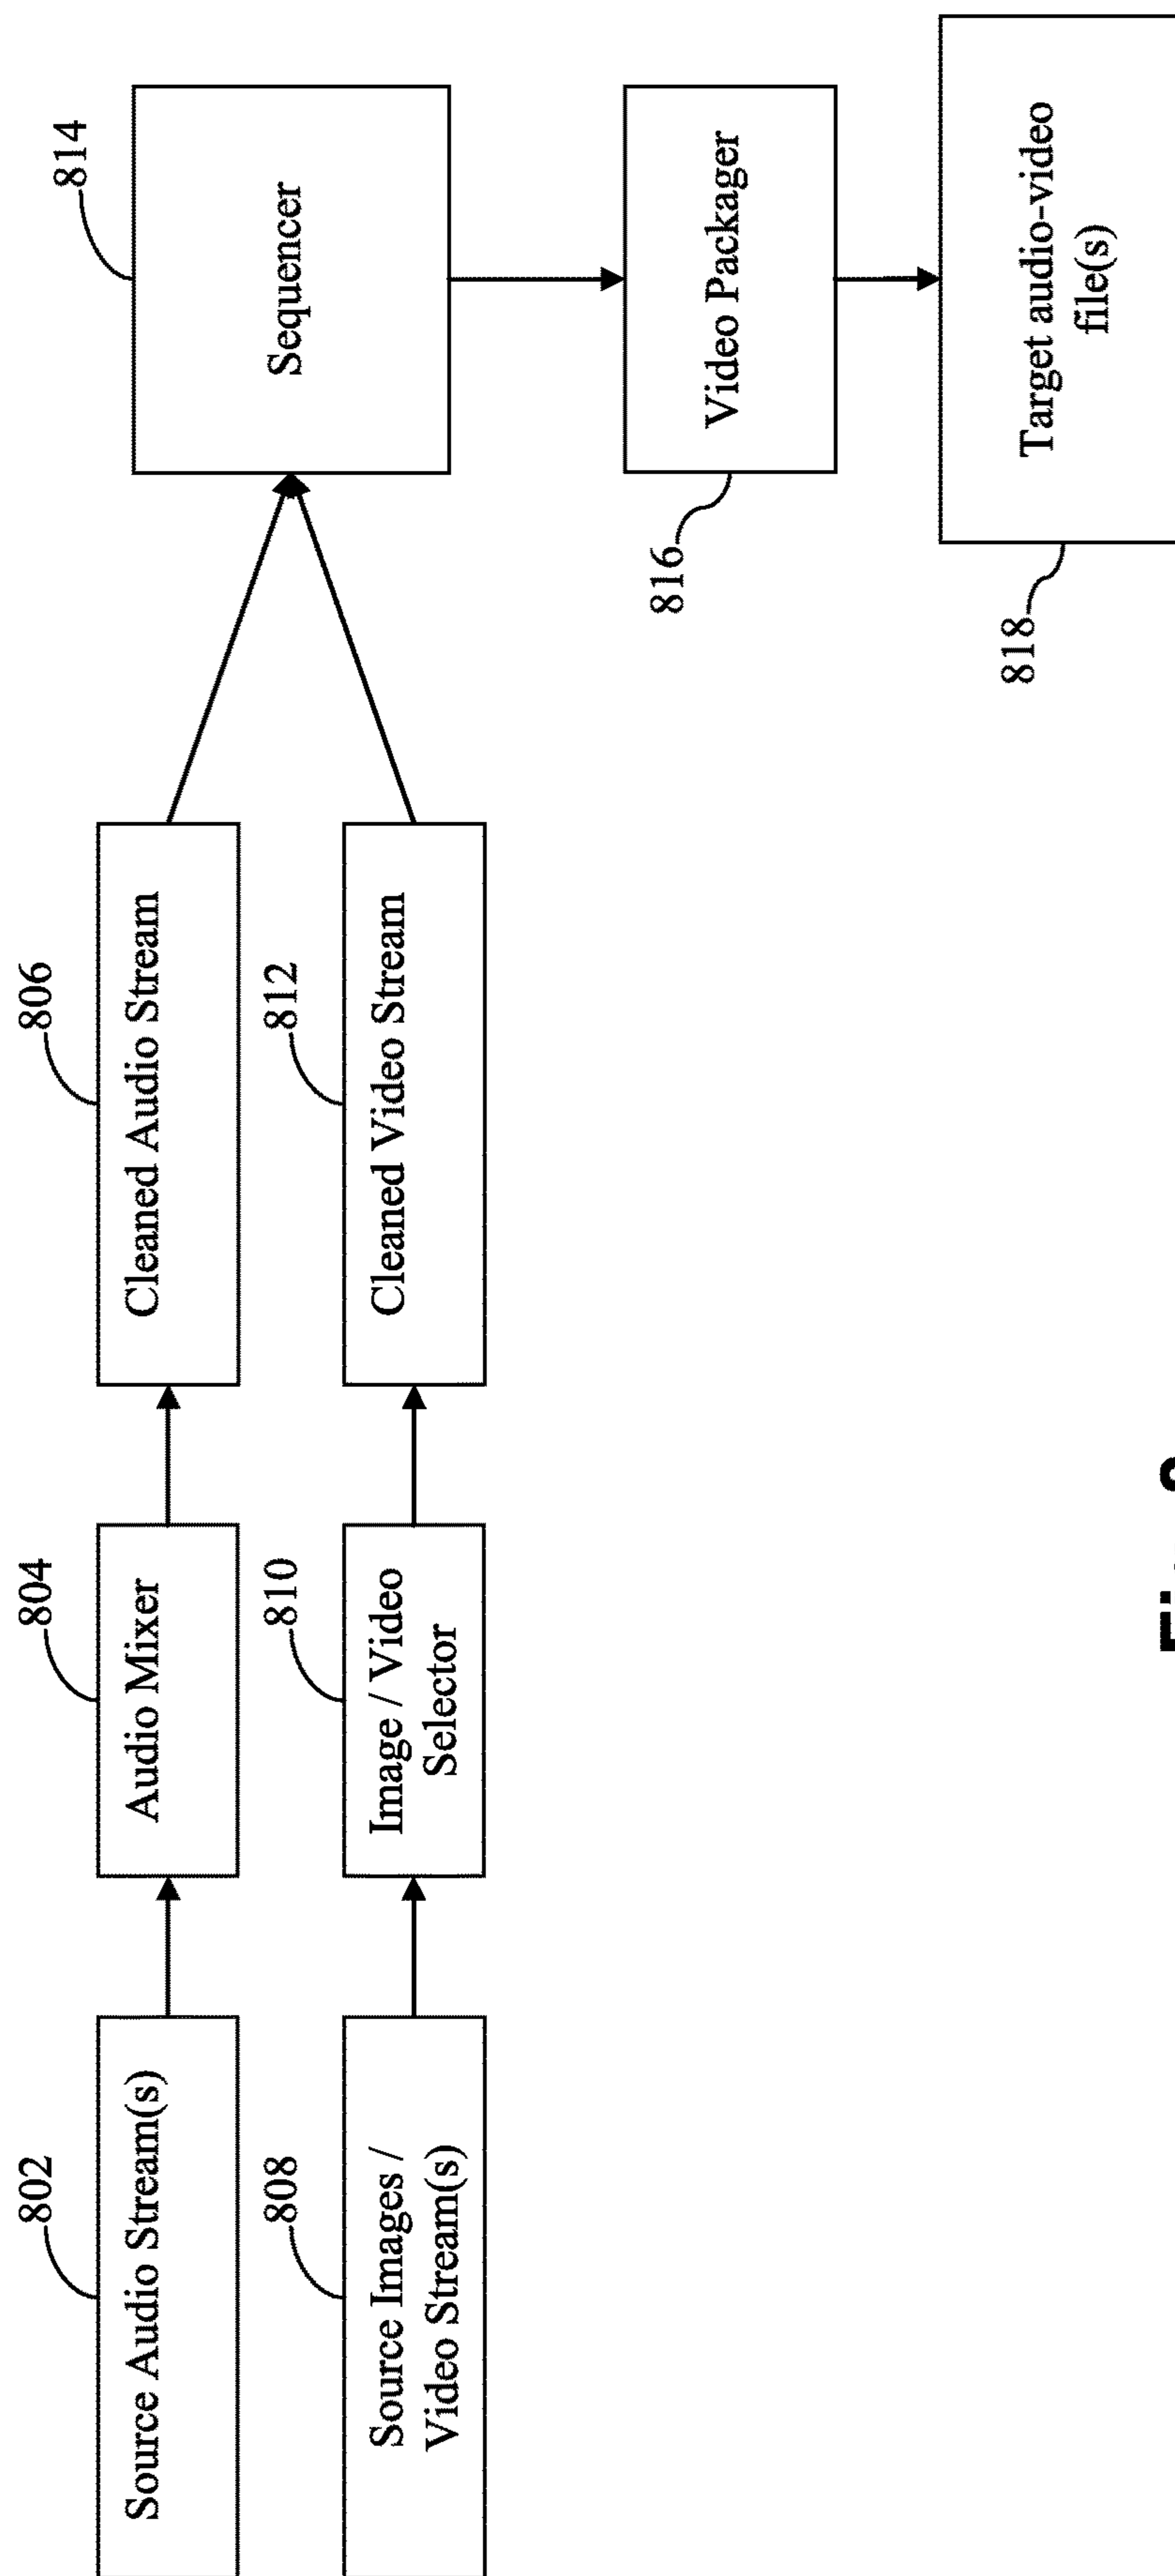 802
Source Audio Stream(s)
804
Audio Mixer
806
Cleaned Audio Stream
808
Source Images /
Video Stream(s)
810
Image / Video
Selector
812
Cleaned Video Stream
814
Sequencer
816
Video Packager
818
Target audio-video
file(s)